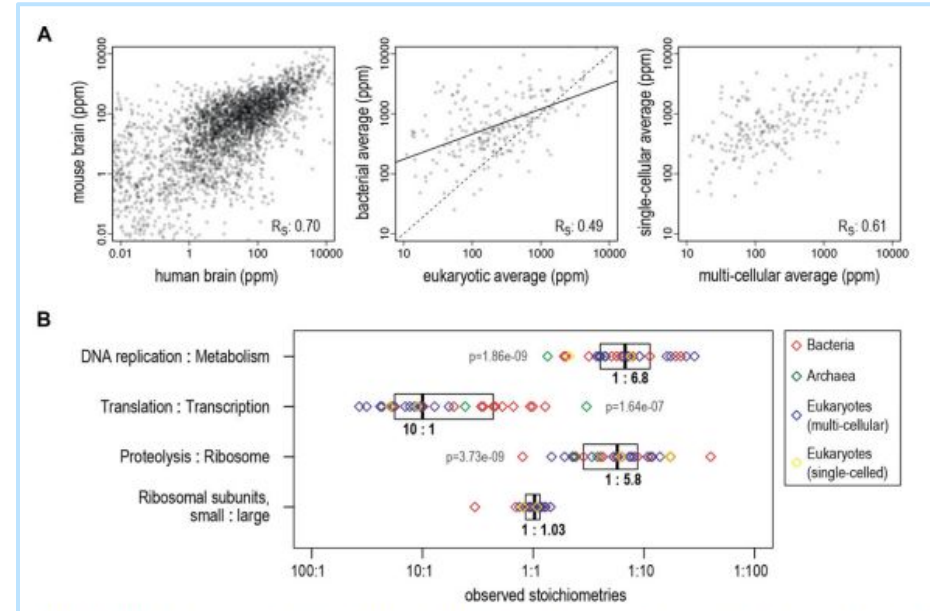 A
10000
100
1
0.01
mouse brain (ppm)
0.01 1 100 10000
human brain (ppm)
RS: 0.70
10000
1000
100
10
bacterial average (ppm)
10 100 1000 10000
eukaryotic average (ppm)
RS: 0.49
10000
1000
100
10
single-cellular average (ppm)
10 100 1000 10000
multi-cellular average (ppm)
RS: 0.61
B
DNA replication : Metabolism
p=1.86e-09
1 : 6.8
Translation : Transcription
p=1.64e-07
10 : 1
Proteolysis : Ribosome
p=3.73e-09
1 : 5.8
Ribosomal subunits,
small : large
1 : 1.03
100:1 10:1 1:1 1:10 1:100
observed stoichiometries
Bacteria
Archaea
Eukaryotes
(multi-cellular)
Eukaryotes
(single-celled)